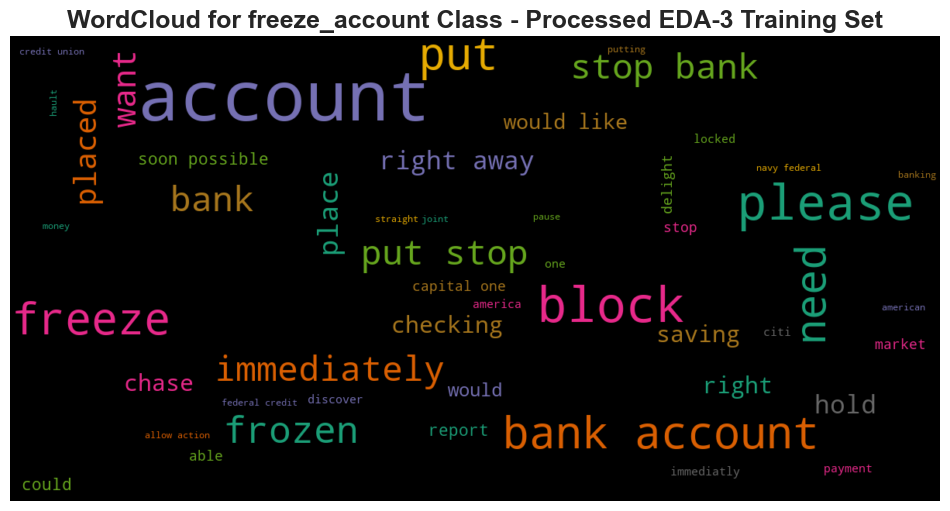 WordCloud for freeze_account Class - Processed EDA-3 Training Set
credit union
putting
put
stop bank
want
account
hault
placed
would like
locked
soon possible
right away
navy federal
banking
delight
place
bank
please
straight
joint
pause
stop
money
put stop
one
need
capital one
america
block
american
freeze
checking
saving
citi
market
immediately
chase
would
right
federal credit
discover
hold
allow action
frozen
report
bank account
able
immediatly
payment
could